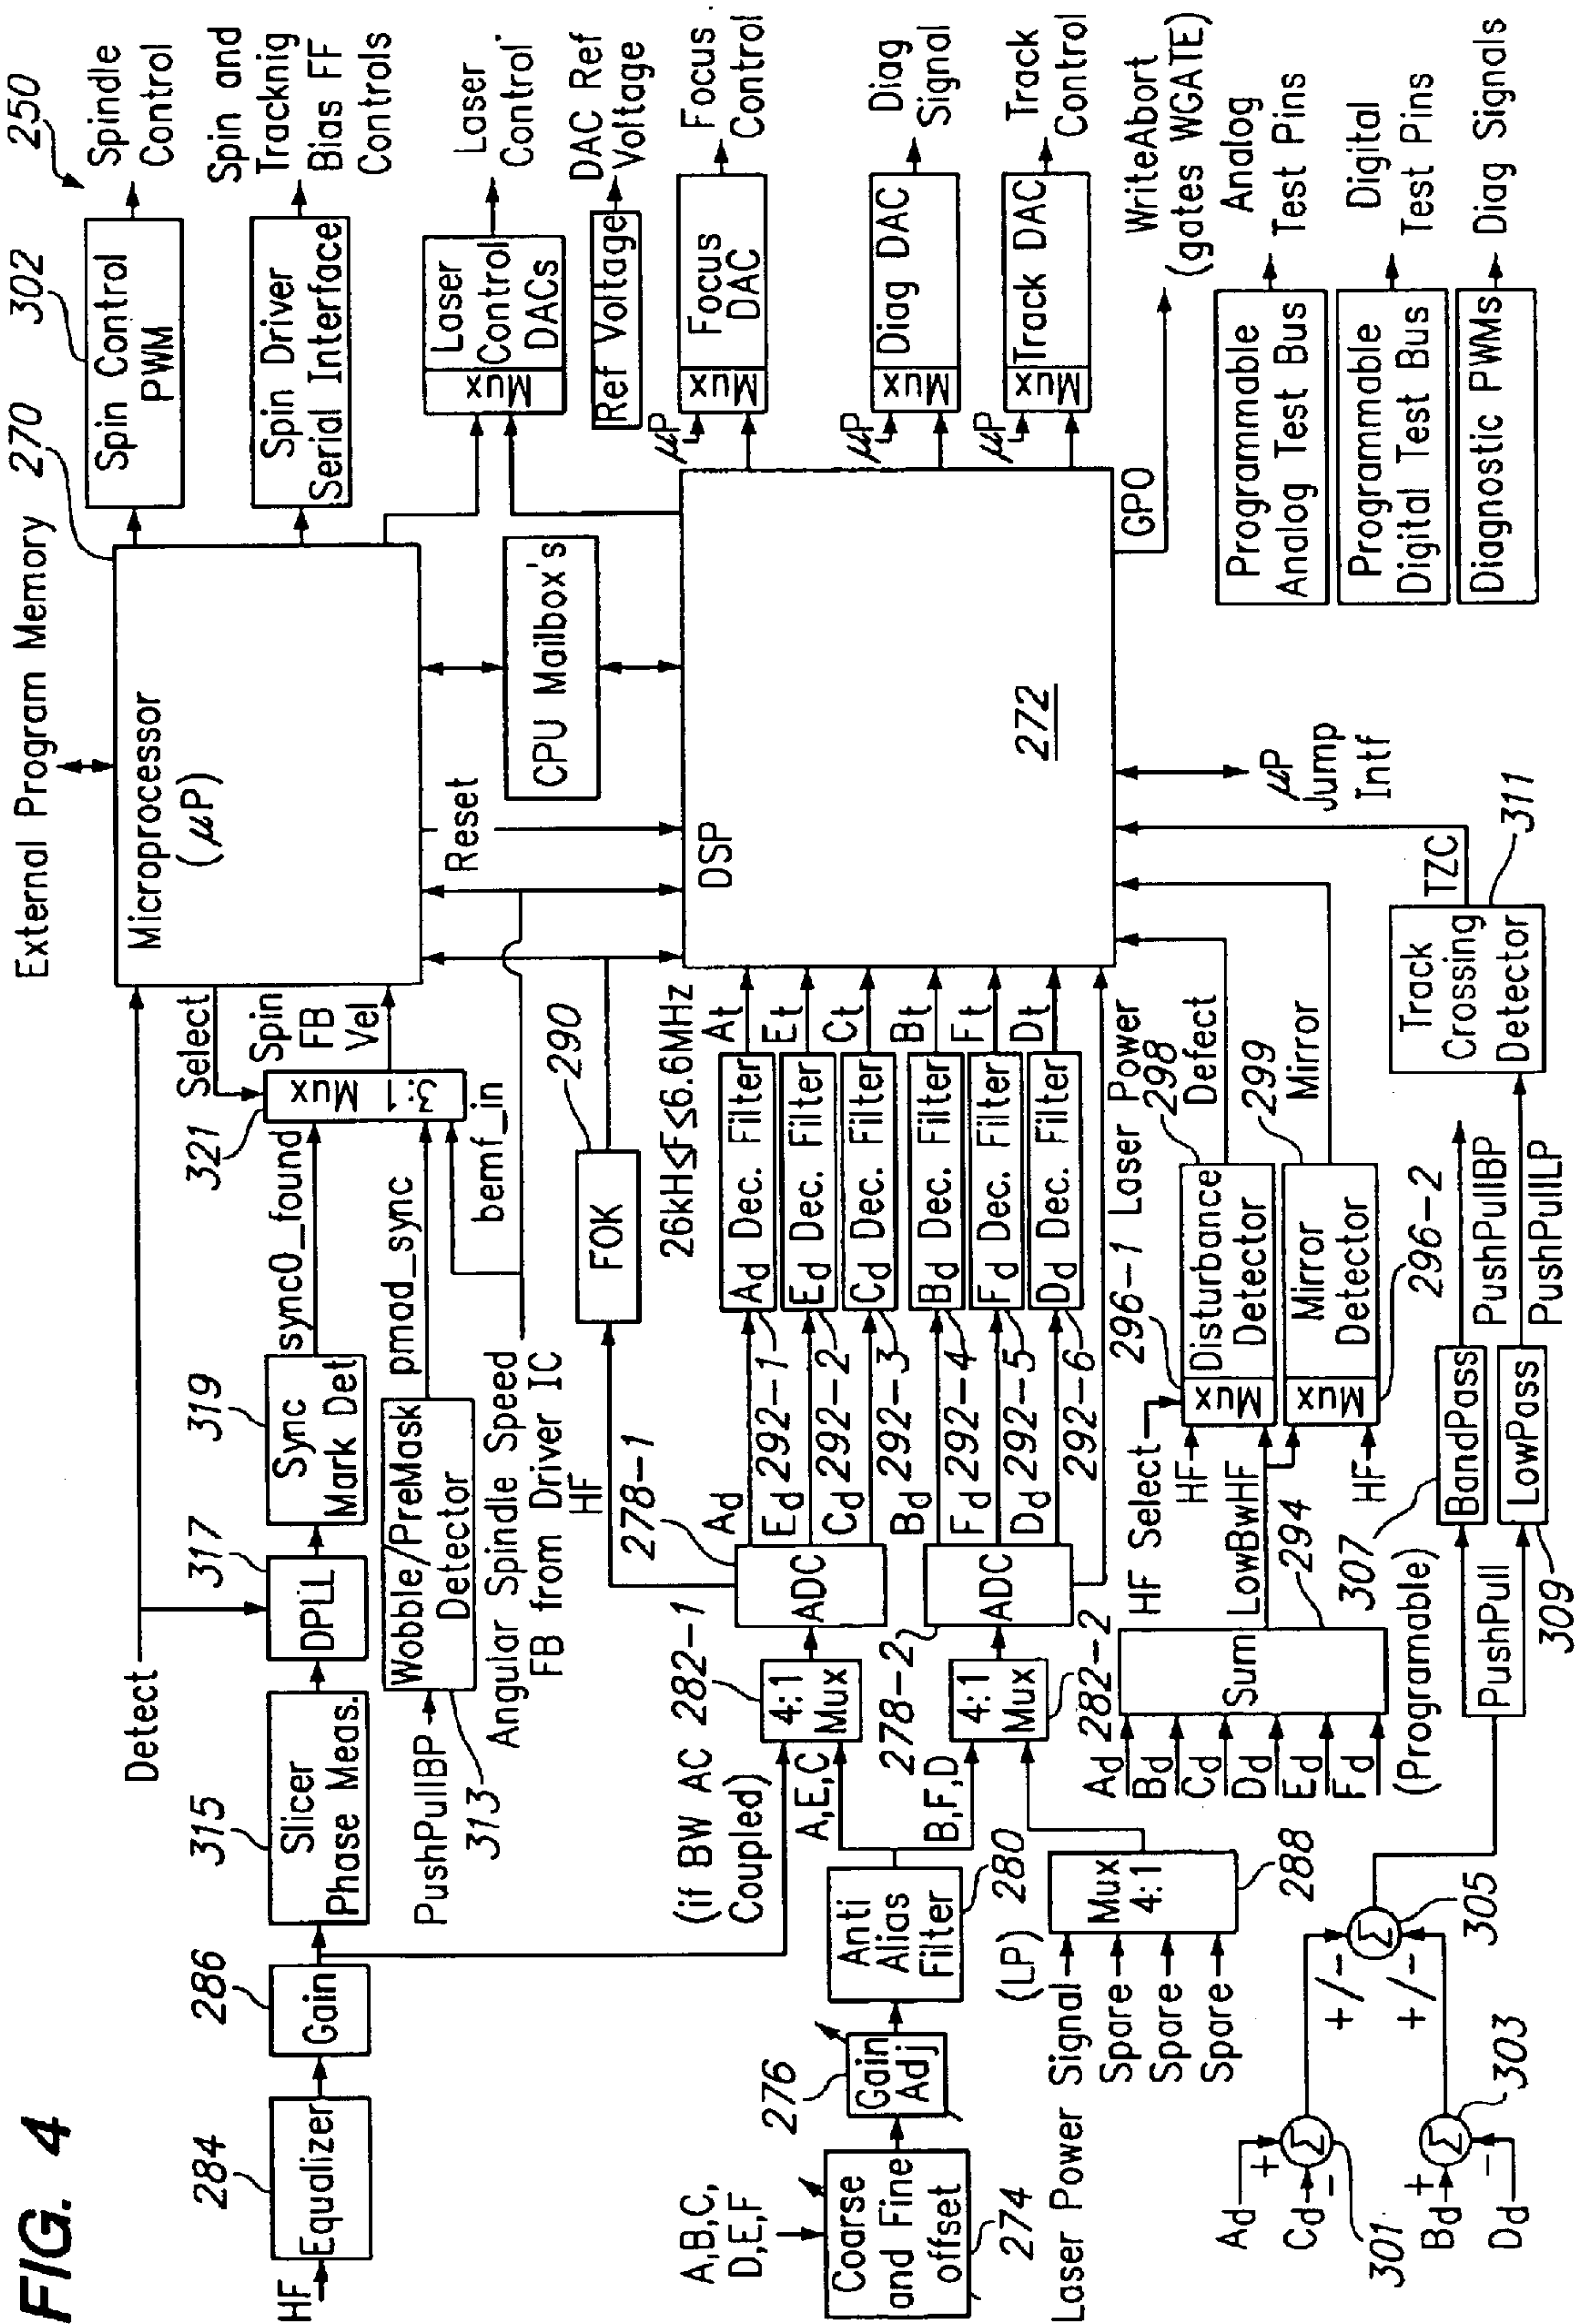 FIG. 4
HF
Equalizer
284
Gain
286
Slicer
Phase Meas.
315
DPLL
317
Sync
Mark Det
319
sync0_found
321
3:1
Mux
Select
Spin
FB
Vel
Detect
PushPullBP
313
Wobble/PreMask
Detector
pmad_sync
Angular Spindle Speed
FB from Driver IC
bemf_in
External Program Memory
270
Microprocessor
(μP)
302
Spin Control
PWM
250
Spindle
Control
Spin Driver
Serial Interface
Spin and
Tracknig
Bias FF
Controls
Mux
Laser
Control
DACs
Laser
Control
Ref Voltage
DAC Ref
Voltage
Reset
CPU Mailbox's
HF
FOK
290
A,B,C,
D,E,F
Coarse
and Fine
offset
274
276
Gain
Adj
Anti
Alias
Filter
280
(if BW AC
Coupled)
A,E,C
B,F,D
282-1
4:1
Mux
278-1
ADC
278-2
4:1
Mux
282-2
ADC
(LP)
Laser Power Signal
Spare
Spare
Spare
Mux
4:1
288
Ad
Ed
Cd
Bd
Fd
Dd
292-1
292-2
292-3
292-4
292-5
292-6
26kH≤F≤6.6MHz
Ad Dec. Filter
Ed Dec. Filter
Cd Dec. Filter
Bd Dec. Filter
Fd Dec. Filter
Dd Dec. Filter
At
Et
Ct
Bt
Ft
Dt
Laser Power
DSP
272
μP
Mux
Focus
DAC
Focus
Control
μP
Mux
Diag DAC
Diag
Signal
μP
Mux
Track DAC
Track
Control
GPO
WriteAbort
(gates WGATE)
μP
Jump
Intf
Ad
Bd
Cd
Dd
Ed
Fd
Sum
294
LowBwHF
(Programable)
HF Select
HF
296-1
Mux
Disturbance
Detector
298
Defect
HF
Mux
Mirror
Detector
296-2
299
Mirror
Ad
+
Cd
-
Σ
301
Bd
+
Dd
-
Σ
303
+/-
+/-
Σ
305
PushPull
307
BandPass
PushPullBP
LowPass
309
PushPullLP
Track
Crossing
Detector
311
TZC
Programmable
Analog Test Bus
Analog
Test Pins
Programmable
Digital Test Bus
Digital
Test Pins
Diagnostic PWMs
Diag Signals